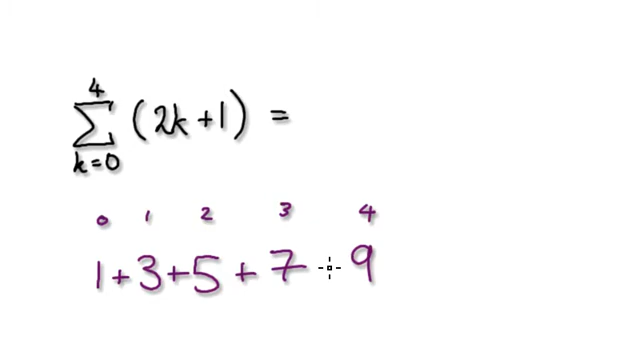 4
∑ (2k+1) =
k=0
0 1 2 3 4
1+3+5+7 9